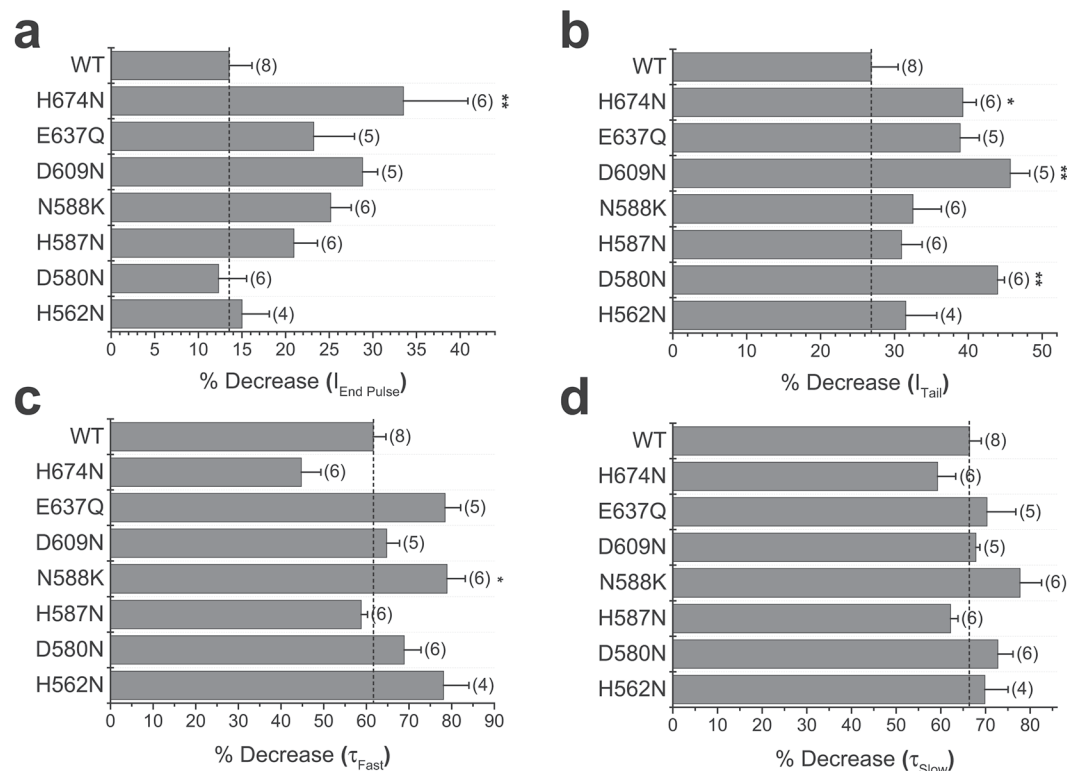 a
WT (8)
H674N (6) **
E637Q (5)
D609N (5)
N588K (6)
H587N (6)
D580N (6)
H562N (4)
0 5 10 15 20 25 30 35 40
% Decrease (I End Pulse)
b
WT (8)
H674N (6) *
E637Q (5)
D609N (5) **
N588K (6)
H587N (6)
D580N (6) **
H562N (4)
0 10 20 30 40 50
% Decrease (I Tail)
c
WT (8)
H674N (6)
E637Q (5)
D609N (5)
N588K (6) *
H587N (6)
D580N (6)
H562N (4)
0 10 20 30 40 50 60 70 80 90
% Decrease (τ Fast)
d
WT (8)
H674N (6)
E637Q (5)
D609N (5)
N588K (6)
H587N (6)
D580N (6)
H562N (4)
0 10 20 30 40 50 60 70 80
% Decrease (τ Slow)